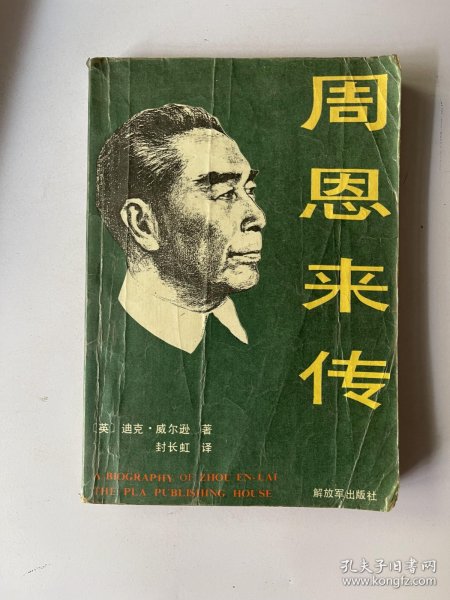 周恩来传
〔英〕迪克·威尔逊 著
封长虹 译
A BIOGRAPHY OF ZHOU EN-LAI
THE PLA PUBLISHING HOUSE
解放军出版社
孔夫子旧书网
www.kongfz.com